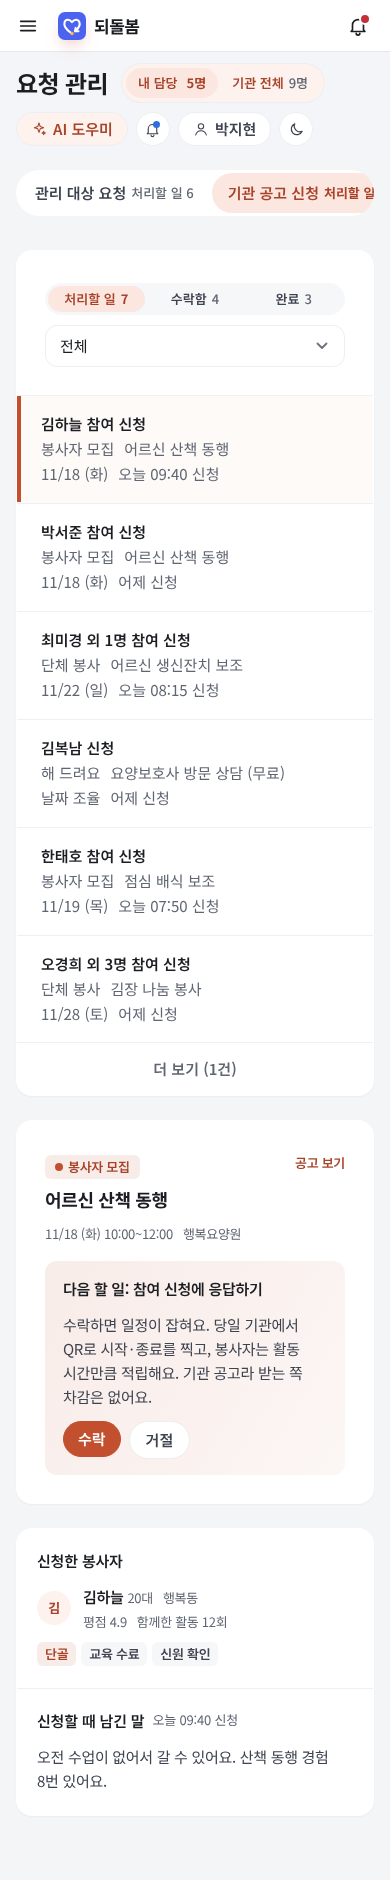 되돌봄
요청 관리
내 담당 5명
기관 전체 9명
AI 도우미
박지현
관리 대상 요청 처리할 일 6
기관 공고 신청 처리할 일
처리할 일 7
수락함 4
완료 3
전체
김하늘 참여 신청
봉사자 모집 어르신 산책 동행
11/18 (화) 오늘 09:40 신청
박서준 참여 신청
봉사자 모집 어르신 산책 동행
11/18 (화) 어제 신청
최미경 외 1명 참여 신청
단체 봉사 어르신 생신잔치 보조
11/22 (일) 오늘 08:15 신청
김복남 신청
해 드려요 요양보호사 방문 상담 (무료)
날짜 조율 어제 신청
한태호 참여 신청
봉사자 모집 점심 배식 보조
11/19 (목) 오늘 07:50 신청
오경희 외 3명 참여 신청
단체 봉사 김장 나눔 봉사
11/28 (토) 어제 신청
더 보기 (1건)
봉사자 모집
공고 보기
어르신 산책 동행
11/18 (화) 10:00~12:00 행복요양원
다음 할 일: 참여 신청에 응답하기
수락하면 일정이 잡혀요. 당일 기관에서
QR로 시작·종료를 찍고, 봉사자는 활동
시간만큼 적립해요. 기관 공고라 받는 쪽
차감은 없어요.
수락
거절
신청한 봉사자
김
김하늘 20대 행복동
평점 4.9 함께한 활동 12회
단골
교육 수료
신원 확인
신청할 때 남긴 말 오늘 09:40 신청
오전 수업이 없어서 갈 수 있어요. 산책 동행 경험
8번 있어요.